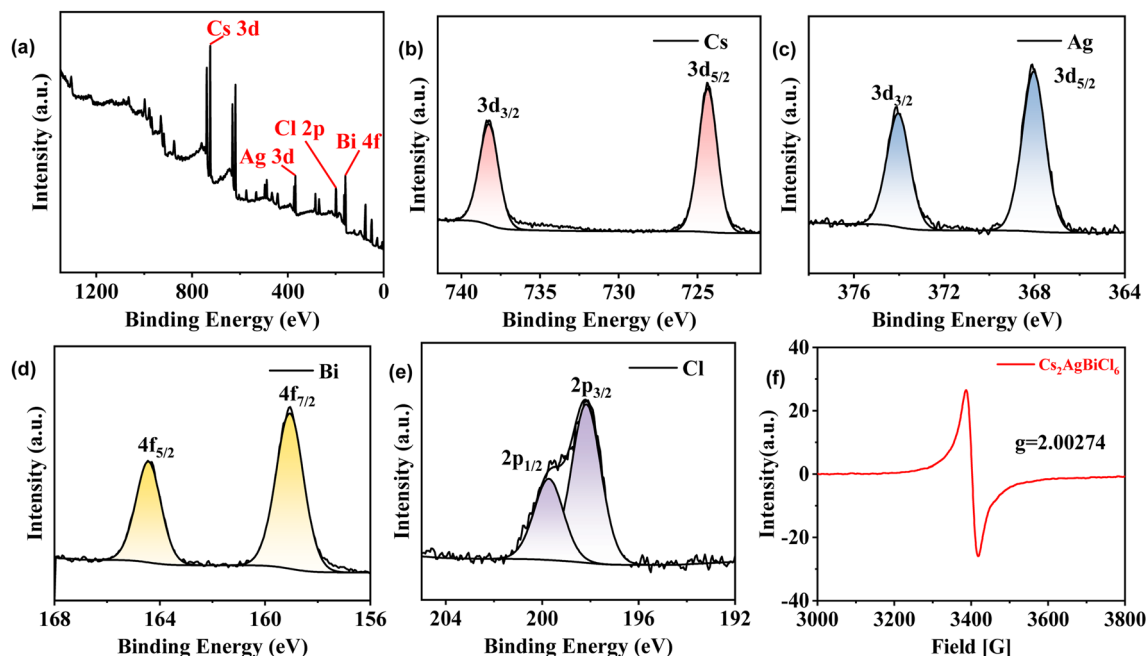 (a)
Cs 3d
Cl 2p
Bi 4f
Ag 3d
Intensity (a.u.)
1200 800 400 0
Binding Energy (eV)
(b)
Cs
3d5/2
3d3/2
Intensity (a.u.)
740 735 730 725
Binding Energy (eV)
(c)
Ag
3d5/2
3d3/2
Intensity (a.u.)
376 372 368 364
Binding Energy (eV)
(d)
Bi
4f7/2
4f5/2
Intensity (a.u.)
168 164 160 156
Binding Energy (eV)
(e)
Cl
2p3/2
2p1/2
Intensity (a.u.)
204 200 196 192
Binding Energy (eV)
(f)
Cs2AgBiCl6
g=2.00274
Intensity(a.u.)
40
20
0
-20
-40
3000 3200 3400 3600 3800
Field [G]